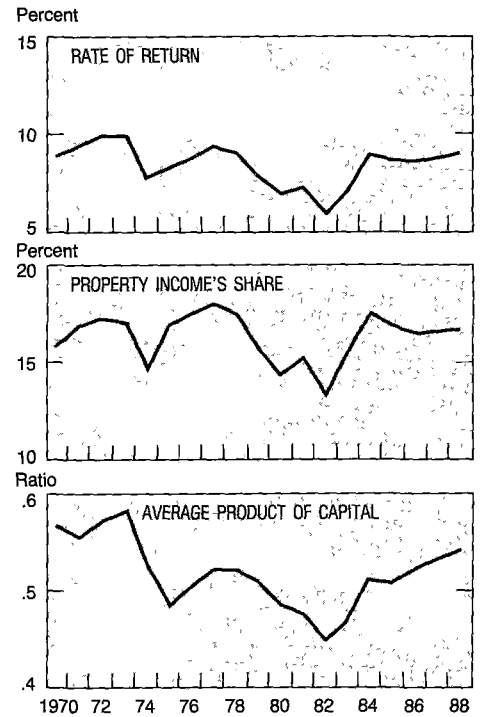 Percent
15
RATE OF RETURN
10
5
Percent
20
PROPERTY INCOME'S SHARE
15
10
Ratio
.6
AVERAGE PRODUCT OF CAPITAL
.5
.4
1970 72 74 76 78 80 82 84 86 88